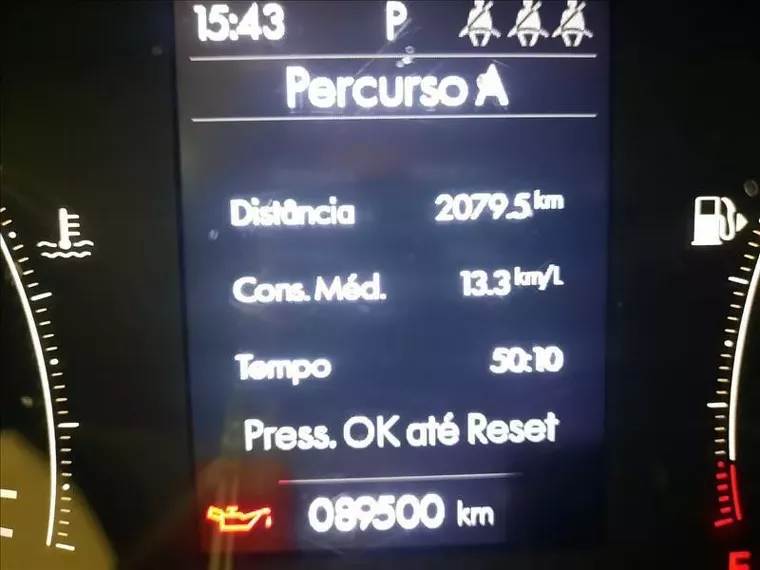 15:43 P
Percurso A
Distância 2079.5 km
Cons. Méd. 13.3 km/L
Tempo 50:10
Press. OK até Reset
089500 km